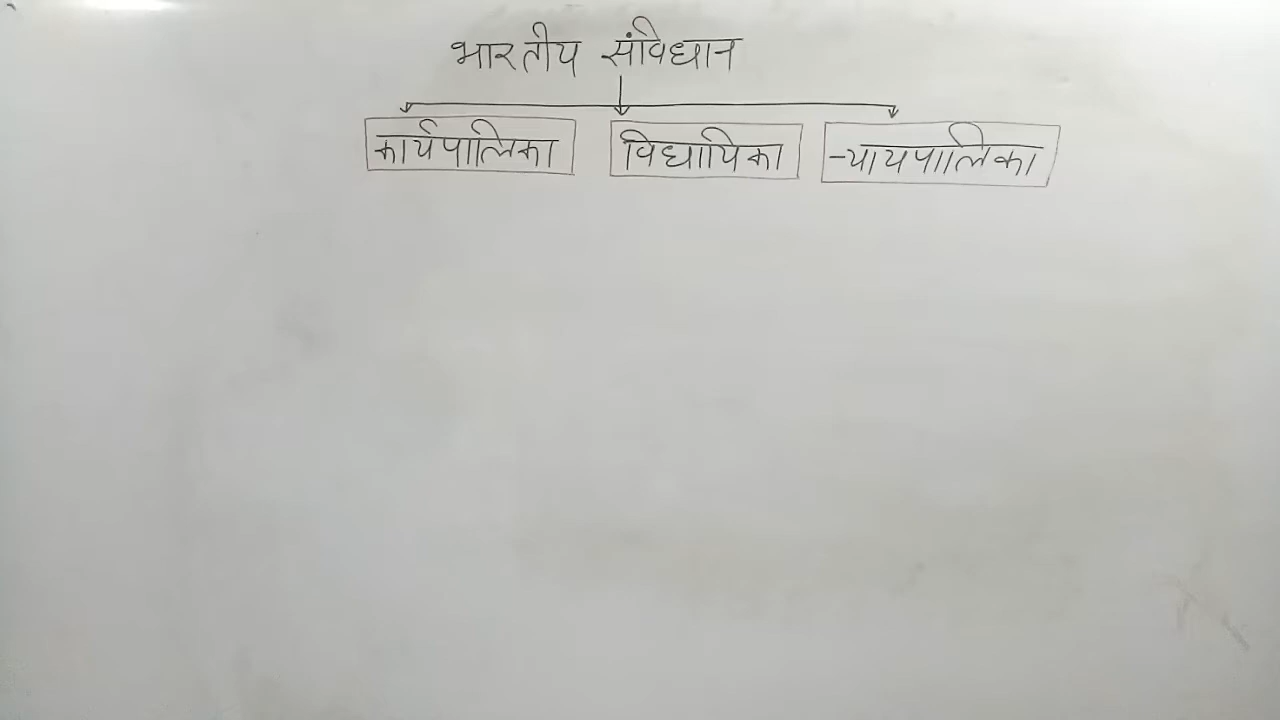 भारतीय संविधान
कार्यपालिका विधायिका न्यायपालिका